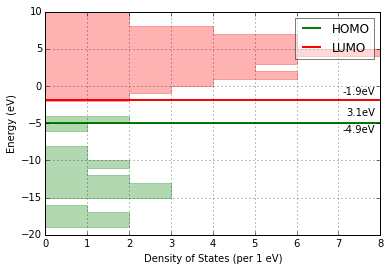 10
5
0
−5
−10
−15
−20
Energy (eV)
HOMO
LUMO
-1.9eV
3.1eV
-4.9eV
0 1 2 3 4 5 6 7 8
Density of States (per 1 eV)